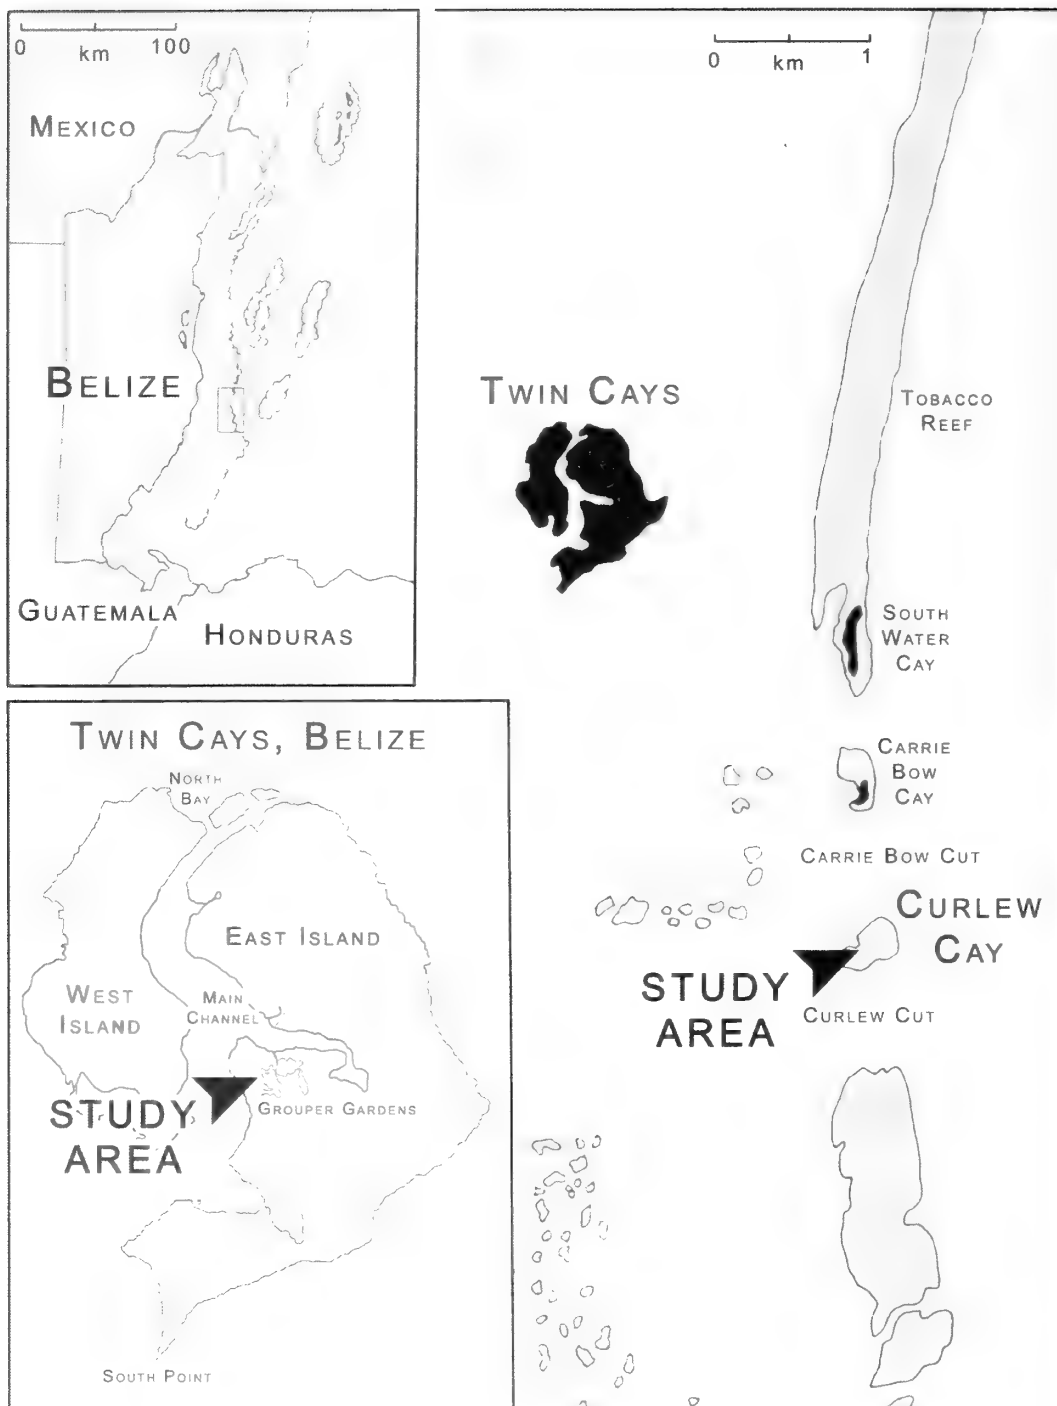 0 km 100
MEXICO
BELIZE
GUATEMALA
HONDURAS
0 km 1
TWIN CAYS
TOBACCO
REEF
SOUTH
WATER
CAY
CARRIE
BOW
CAY
CARRIE BOW CUT
CURLEW
CAY
STUDY
AREA
CURLEW CUT
TWIN CAYS, BELIZE
NORTH
BAY
EAST ISLAND
WEST
ISLAND
MAIN
CHANNEL
STUDY
AREA
GROUPER GARDENS
SOUTH POINT